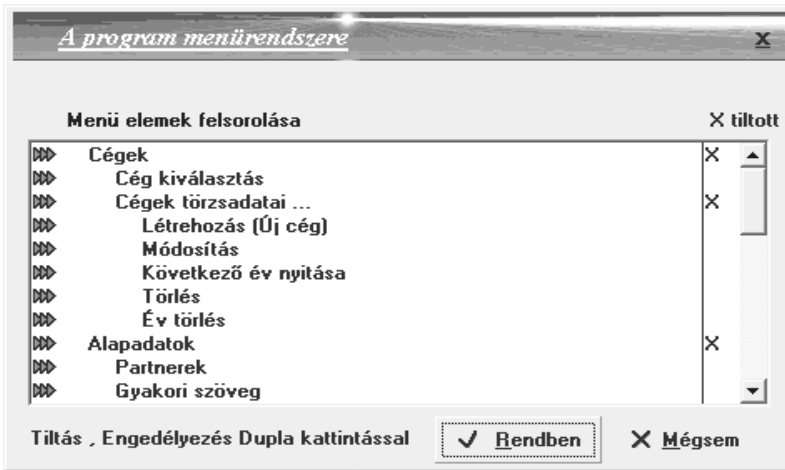 A program menürendszere X
Menü elemek felsorolása X tiltott
Cégek X
Cég kiválasztás
Cégek törzsadatai ... X
Létrehozás (Új cég)
Módosítás
Következő év nyitása
Törlés
Év törlés
Alapadatok X
Partnerek
Gyakori szöveg
Tiltás , Engedélyezés Dupla kattintással Rendben Mégsem